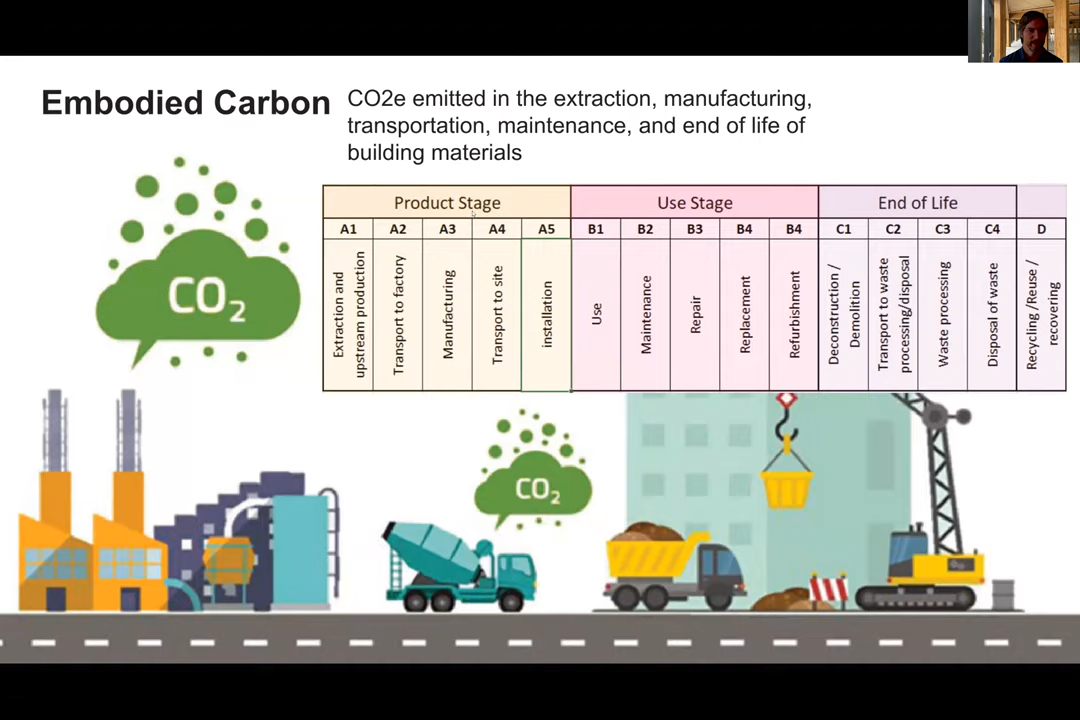 Embodied Carbon
CO2e emitted in the extraction, manufacturing,
transportation, maintenance, and end of life of
building materials
Product Stage Use Stage End of Life
A1 A2 A3 A4 A5 B1 B2 B3 B4 B4 C1 C2 C3 C4 D
Extraction and
upstream production
Transport to factory
Manufacturing
Transport to site
installation
Use
Maintenance
Repair
Replacement
Refurbishment
Deconstruction /
Demolition
Transport to waste
processing/disposal
Waste processing
Disposal of waste
Recycling /Reuse /
recovering
CO2
CO2